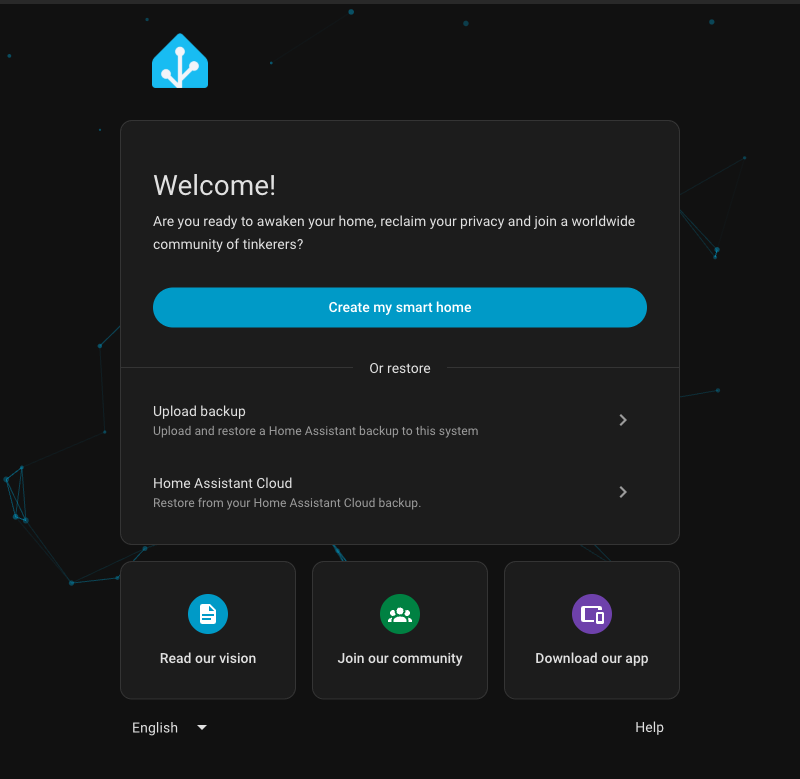 Welcome!
Are you ready to awaken your home, reclaim your privacy and join a worldwide
community of tinkerers?
Create my smart home
Or restore
Upload backup
Upload and restore a Home Assistant backup to this system
Home Assistant Cloud
Restore from your Home Assistant Cloud backup.
Read our vision
Join our community
Download our app
English
Help